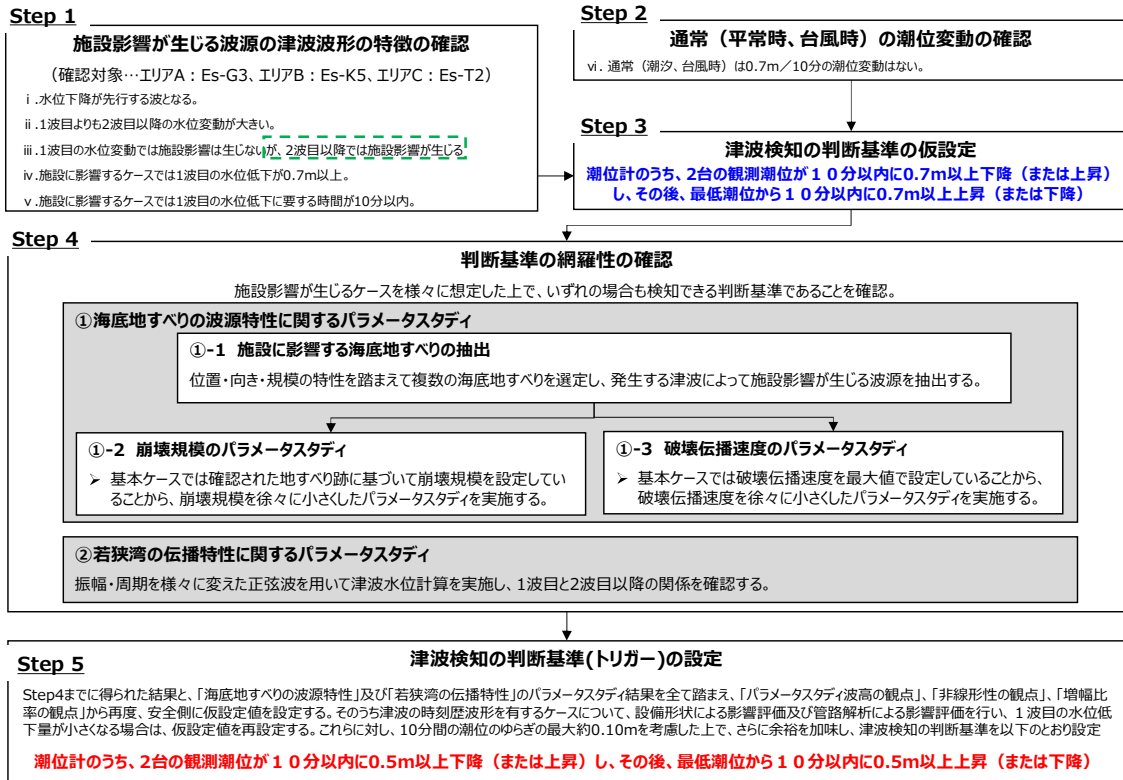 Step 1
施設影響が生じる波源の津波波形の特徴の確認
（確認対象…エリアA：Es-G3、エリアB：Es-K5、エリアC：Es-T2）
ⅰ.水位下降が先行する波となる。
ⅱ.1波目よりも2波目以降の水位変動が大きい。
ⅲ.1波目の水位変動では施設影響は生じないが、2波目以降では施設影響が生じる
ⅳ.施設に影響するケースでは1波目の水位低下が0.7m以上。
ⅴ.施設に影響するケースでは1波目の水位低下に要する時間が10分以内。
Step 2
通常（平常時、台風時）の潮位変動の確認
ⅵ.通常（潮汐、台風時）は0.7m／10分の潮位変動はない。
Step 3
津波検知の判断基準の仮設定
潮位計のうち、2台の観測潮位が１０分以内に0.7m以上下降（または上昇）
し、その後、最低潮位から１０分以内に0.7m以上上昇（または下降）
Step 4
判断基準の網羅性の確認
施設影響が生じるケースを様々に想定した上で、いずれの場合も検知できる判断基準であることを確認。
①海底地すべりの波源特性に関するパラメータスタディ
①-1 施設に影響する海底地すべりの抽出
位置・向き・規模の特性を踏まえて複数の海底地すべりを選定し、発生する津波によって施設影響が生じる波源を抽出する。
①-2 崩壊規模のパラメータスタディ
➢ 基本ケースでは確認された地すべり跡に基づいて崩壊規模を設定してい
ることから、崩壊規模を徐々に小さくしたパラメータスタディを実施する。
①-3 破壊伝播速度のパラメータスタディ
➢ 基本ケースでは破壊伝播速度を最大値で設定していることから、
破壊伝播速度を徐々に小さくしたパラメータスタディを実施する。
②若狭湾の伝播特性に関するパラメータスタディ
振幅・周期を様々に変えた正弦波を用いて津波水位計算を実施し、1波目と2波目以降の関係を確認する。
Step 5
津波検知の判断基準(トリガー)の設定
Step4までに得られた結果と、「海底地すべりの波源特性」及び「若狭湾の伝播特性」のパラメータスタディ結果を全て踏まえ、「パラメータスタディ波高の観点」、「非線形性の観点」、「増幅比
率の観点」から再度、安全側に仮設定値を設定する。そのうち津波の時刻歴波形を有するケースについて、設備形状による影響評価及び管路解析による影響評価を行い、１波目の水位低
下量が小さくなる場合は、仮設定値を再設定する。これらに対し、10分間の潮位のゆらぎの最大約0.10mを考慮した上で、さらに余裕を加味し、津波検知の判断基準を以下のとおり設定
潮位計のうち、2台の観測潮位が１０分以内に0.5m以上下降（または上昇）し、その後、最低潮位から１０分以内に0.5m以上上昇（または下降）